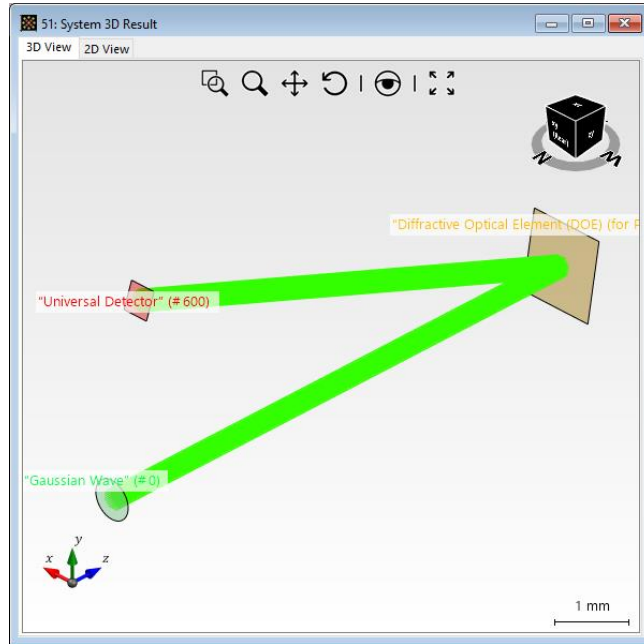 51: System 3D Result
3D View 2D View
"Diffractive Optical Element (DOE) (for R
"Universal Detector" (# 600)
"Gaussian Wave" (# 0)
y
x z
1 mm